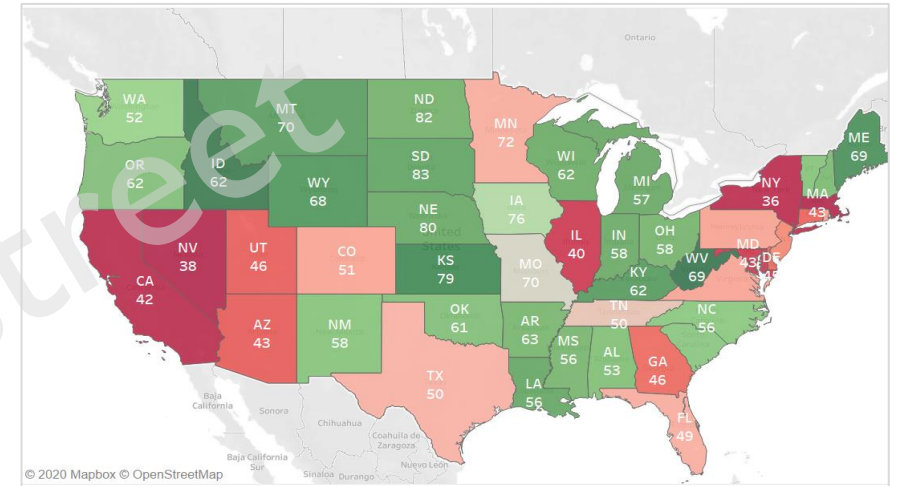 Ontario
WA
52
MT
70
ND
82
MN
72
ME
69
OR
62
ID
62
SD
83
WI
62
MI
57
NY
36
MA
43
WY
68
IA
76
NE
80
United
States
NV
38
UT
46
CO
51
KS
79
MO
70
IL
40
IN
58
OH
58
MD
43
DE
45
WV
69
KY
62
CA
42
AZ
43
NM
58
OK
61
AR
63
TN
50
NC
56
MS
56
AL
53
GA
46
TX
50
LA
56
FL
49
Baja
California
Sonora
Chihuahua
Coahuila de
Zaragoza
Baja California
Sur
Sinaloa
Durango
Nuevo León
© 2020 Mapbox © OpenStreetMap
street